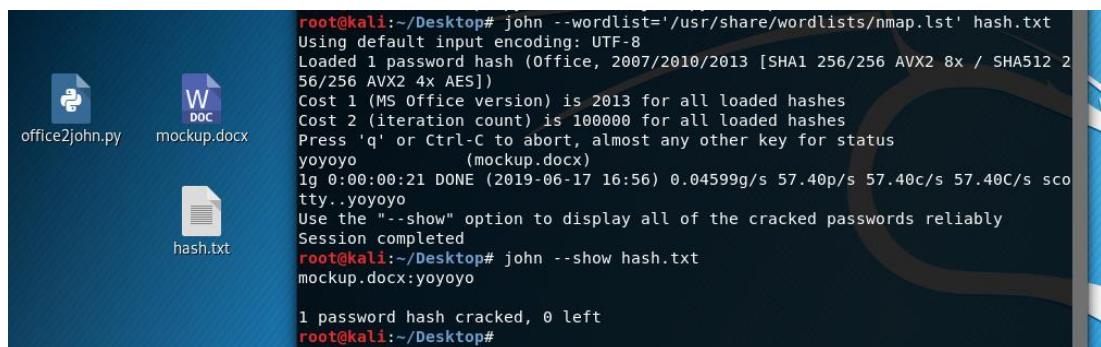 root@kali:~/Desktop# john --wordlist='/usr/share/wordlists/nmap.lst' hash.txt
Using default input encoding: UTF-8
Loaded 1 password hash (Office, 2007/2010/2013 [SHA1 256/256 AVX2 8x / SHA512 2
56/256 AVX2 4x AES])
Cost 1 (MS Office version) is 2013 for all loaded hashes
Cost 2 (iteration count) is 100000 for all loaded hashes
Press 'q' or Ctrl-C to abort, almost any other key for status
yoyoyo           (mockup.docx)
1g 0:00:00:21 DONE (2019-06-17 16:56) 0.04599g/s 57.40p/s 57.40c/s 57.40C/s sco
tty..yoyoyo
Use the "--show" option to display all of the cracked passwords reliably
Session completed
root@kali:~/Desktop# john --show hash.txt
mockup.docx:yoyoyo
1 password hash cracked, 0 left
root@kali:~/Desktop#
W
DOC
office2john.py
mockup.docx
hash.txt